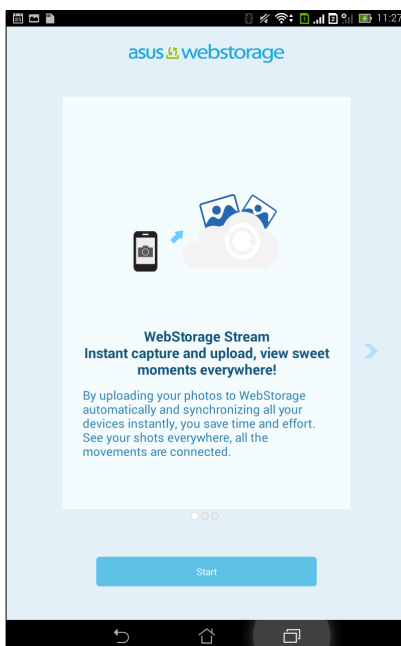 11:27
asus webstorage
WebStorage Stream
Instant capture and upload, view sweet
moments everywhere!
By uploading your photos to WebStorage
automatically and synchronizing all your
devices instantly, you save time and effort.
See your shots everywhere, all the
movements are connected.
Start